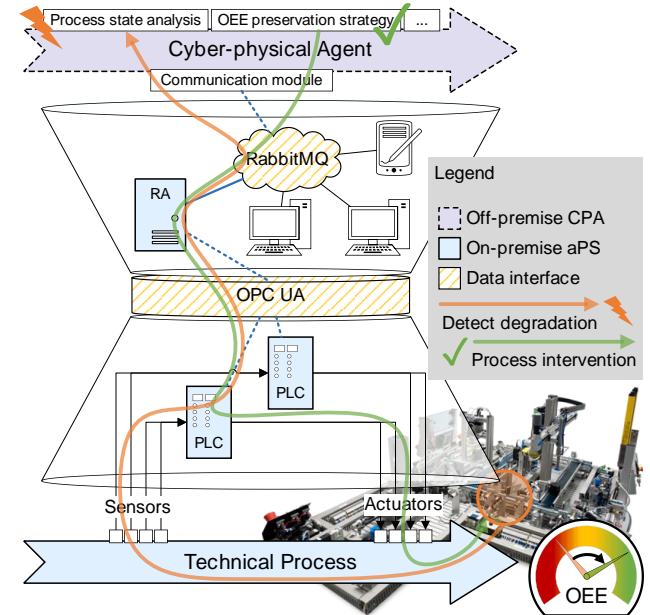 Process state analysis
OEE preservation strategy
...
Cyber-physical Agent
Communication module
RabbitMQ
RA
Legend
Off-premise CPA
On-premise aPS
Data interface
Detect degradation
Process intervention
OPC UA
PLC
PLC
Sensors
Actuators
Technical Process
OEE